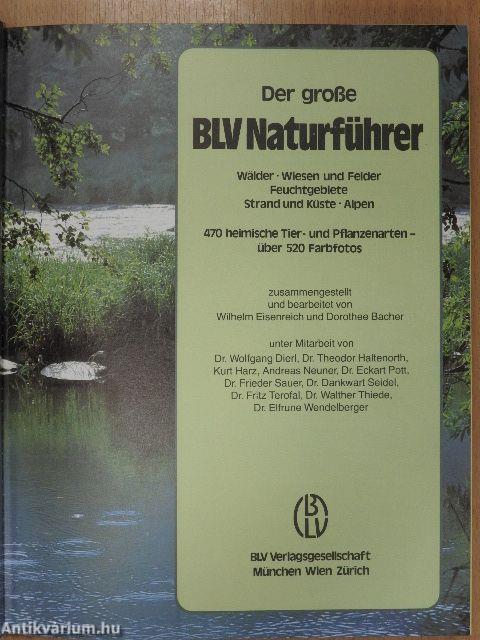 Der große
BLV Naturführer
Wälder · Wiesen und Felder
Feuchtgebiete
Strand und Küste · Alpen
470 heimische Tier- und Pflanzenarten –
über 520 Farbfotos
zusammengestellt
und bearbeitet von
Wilhelm Eisenreich und Dorothee Bacher
unter Mitarbeit von
Dr. Wolfgang Dierl, Dr. Theodor Haltenorth,
Kurt Harz, Andreas Neuner, Dr. Eckart Pott,
Dr. Frieder Sauer, Dr. Dankwart Seidel,
Dr. Fritz Terofal, Dr. Walther Thiede,
Dr. Elfrune Wendelberger
BLV
BLV Verlagsgesellschaft
München Wien Zürich
Antikvárium.hu